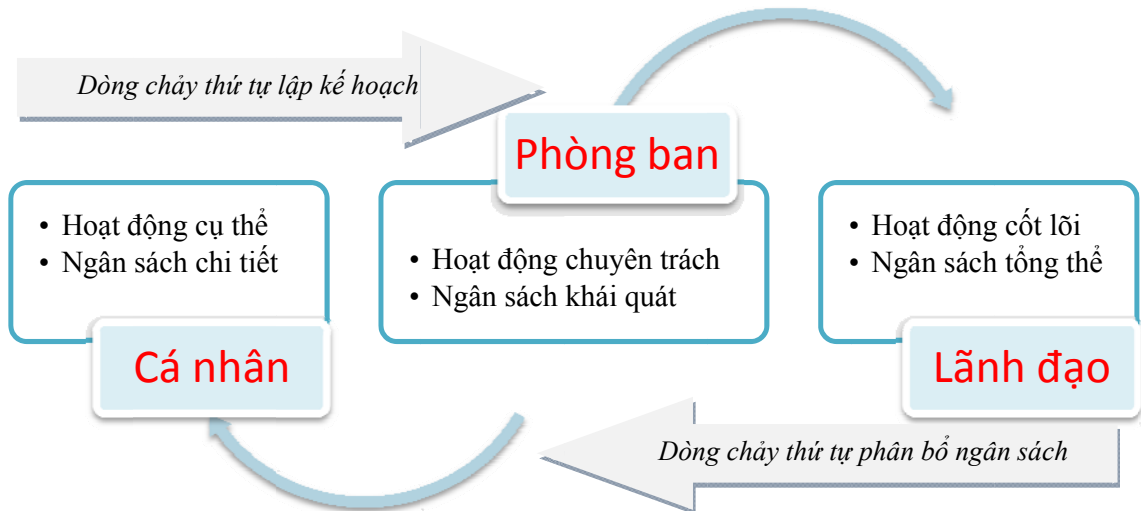 Dòng chảy thứ tự lập kế hoạch
Phòng ban
• Hoạt động cụ thể
• Ngân sách chi tiết
• Hoạt động chuyên trách
• Ngân sách khái quát
• Hoạt động cốt lõi
• Ngân sách tổng thể
Cá nhân
Lãnh đạo
Dòng chảy thứ tự phân bổ ngân sách